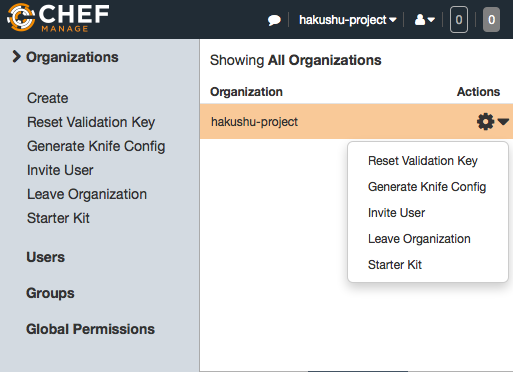 CHEF
MANAGE
hakushu-project
0
0
Organizations
Create
Reset Validation Key
Generate Knife Config
Invite User
Leave Organization
Starter Kit
Users
Groups
Global Permissions
Showing All Organizations
Organization Actions
hakushu-project
Reset Validation Key
Generate Knife Config
Invite User
Leave Organization
Starter Kit